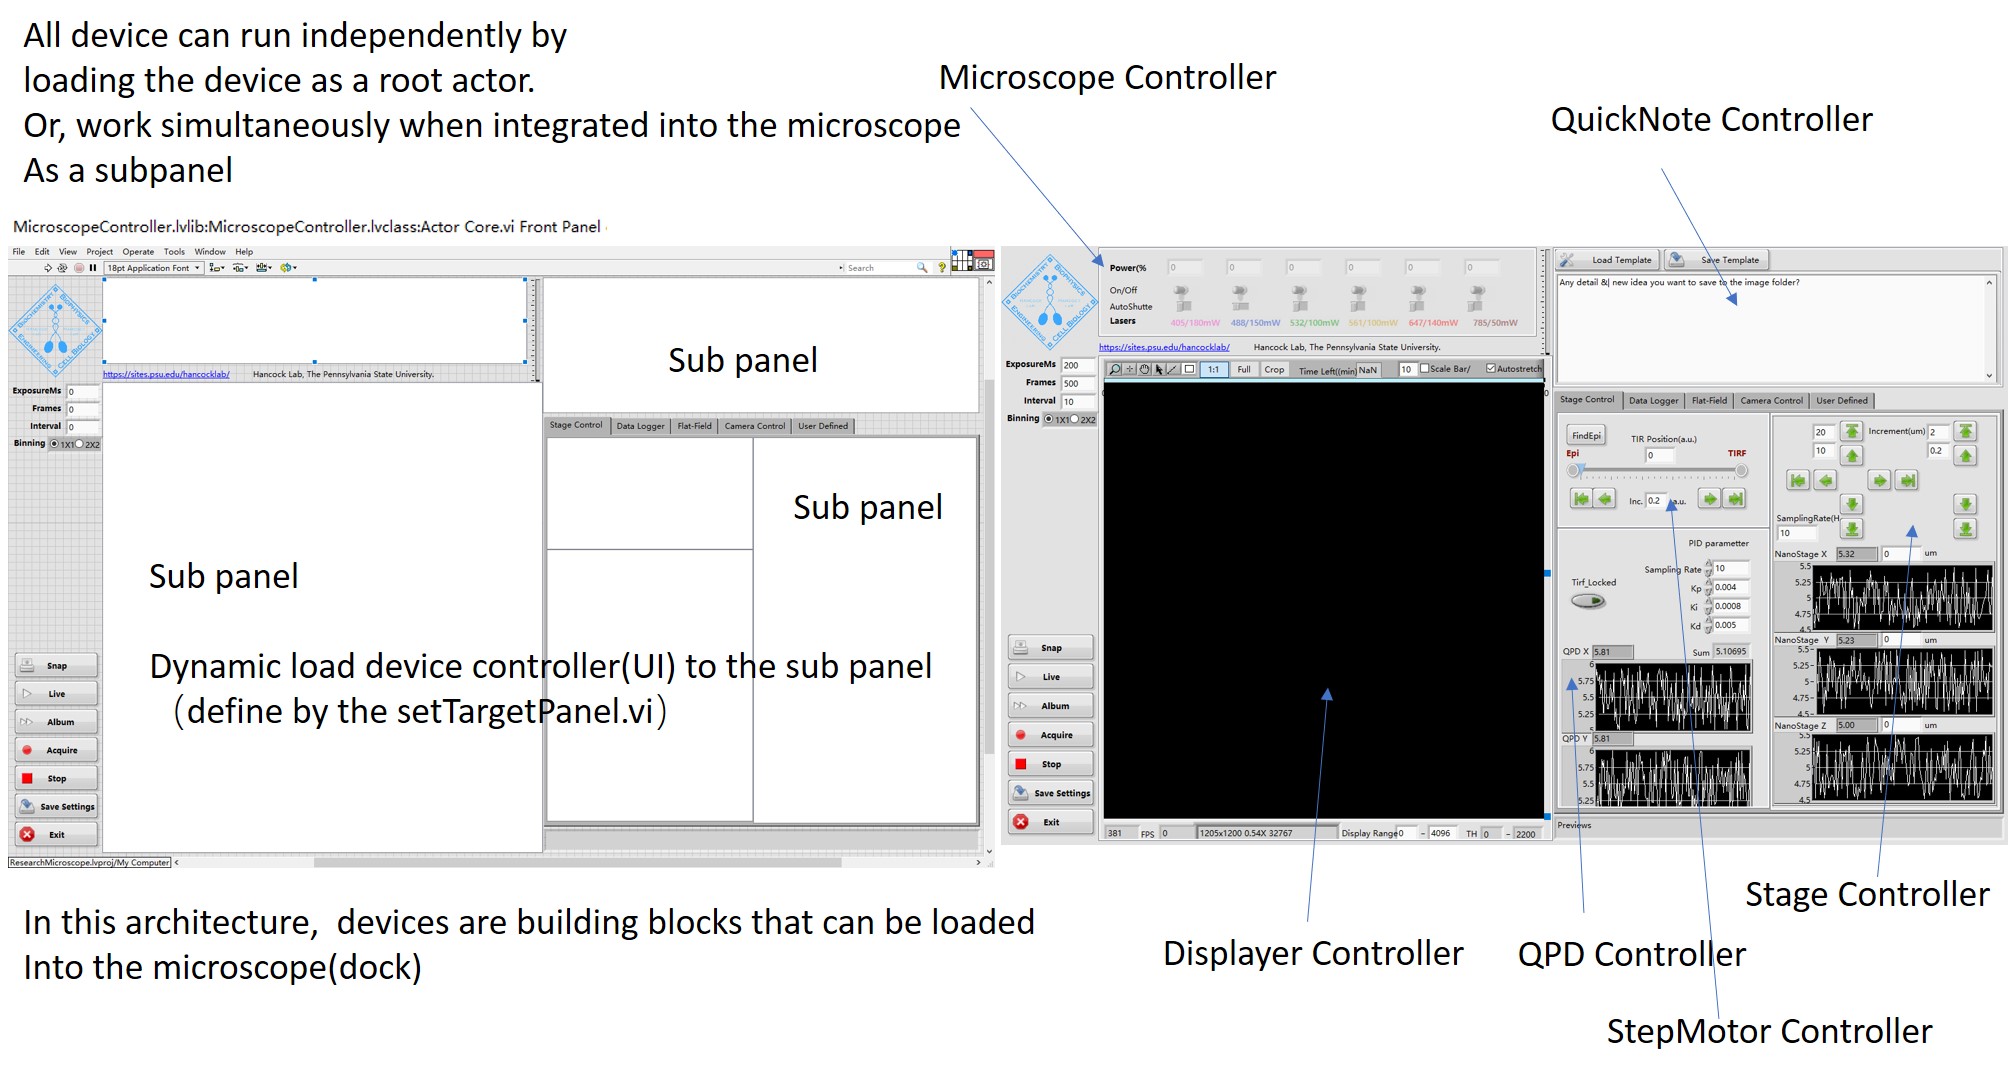 All device can run independently by
loading the device as a root actor.
Or, work simultaneously when integrated into the microscope
As a subpanel
Microscope Controller
QuickNote Controller
MicroscopeController.lvlib:MicroscopeController.lvclass:Actor Core.vi Front Panel
File Edit View Project Operate Tools Window Help
18pt Application Font
Search
BIOCHEMISTRY BIOPHYSICS
ENGINEERING CELL BIOLOGY
https://sites.psu.edu/hancocklab/ Hancock Lab, The Pennsylvania State University.
ExposureMs 0
Frames 0
Interval 0
Binning 1X1 2X2
Sub panel
Stage Control Data Logger Flat-Field Camera Control User Defined
Sub panel
Sub panel
Dynamic load device controller(UI) to the sub panel
（define by the setTargetPanel.vi）
Snap
Live
Album
Acquire
Stop
Save Settings
Exit
ResearchMicroscope.lvproj/My Computer
BIOCHEMISTRY BIOPHYSICS
ENGINEERING CELL BIOLOGY
Power(% 0 0 0 0 0 0
On/Off
AutoShutte
Lasers 405/180mW 488/150mW 532/100mW 561/100mW 647/140mW 785/50mW
https://sites.psu.edu/hancocklab/ Hancock Lab, The Pennsylvania State University.
ExposureMs 200
Frames 500
Interval 10
Binning 1X1 2X2
1:1 Full Crop Time Left((min) NaN 10 Scale Bar/ Autostretch
Snap
Live
Album
Acquire
Stop
Save Settings
Exit
381 FPS 0 1205x1200 0.54X 32767 Display Range 0 - 4096 TH 0 - 2200
Load Template Save Template
Any detail &| new idea you want to save to the image folder?
Stage Control Data Logger Flat-Field Camera Control User Defined
FindEpi TIR Position(a.u.)
Epi 0 TIRF
Inc. 0.2 a.u.
20 Increment(um) 2
10 0.2
SamplingRate(H
10
PID parametter
Sampling Rate 10
Tirf_Locked
Kp 0.004
Ki 0.0008
Kd 0.005
QPD X 5.81 Sum 5.10695
6
5.75
5.5
5.25
QPD Y 5.81
6
5.75
5.5
5.25
NanoStage X 5.32 0 um
5.5
5.25
5
4.75
4.5
NanoStage Y 5.23 0 um
5.5
5.25
5
4.75
4.5
NanoStage Z 5.00 0 um
5.5
5.25
5
4.75
4.5
Previews
In this architecture, devices are building blocks that can be loaded
Into the microscope(dock)
Stage Controller
Displayer Controller
QPD Controller
StepMotor Controller